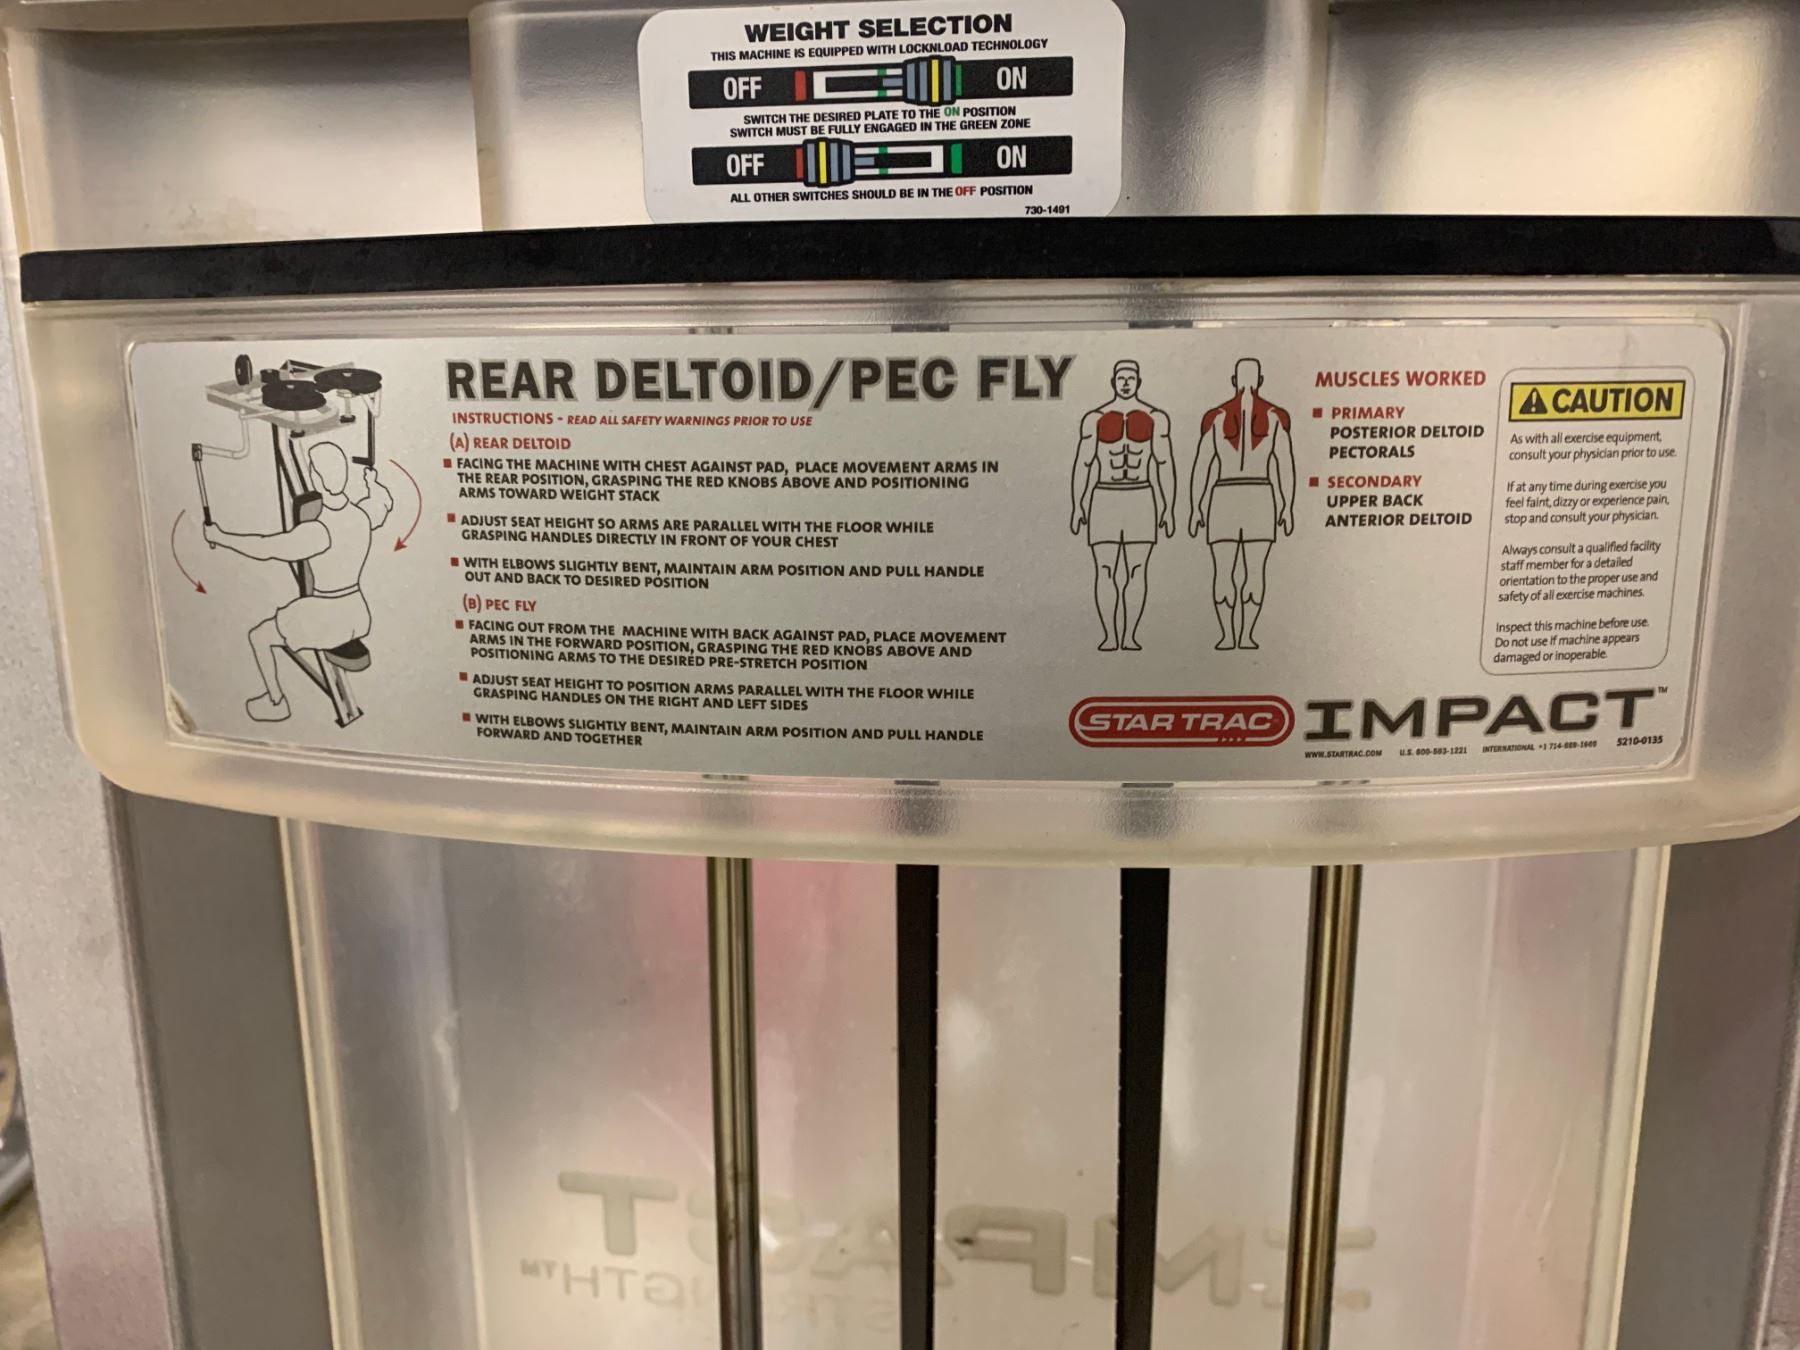 WEIGHT SELECTION
THIS MACHINE IS EQUIPPED WITH LOCKNLOAD TECHNOLOGY
OFF ON
SWITCH THE DESIRED PLATE TO THE ON POSITION
SWITCH MUST BE FULLY ENGAGED IN THE GREEN ZONE
OFF ON
ALL OTHER SWITCHES SHOULD BE IN THE OFF POSITION
730-1491
REAR DELTOID/PEC FLY
INSTRUCTIONS - READ ALL SAFETY WARNINGS PRIOR TO USE
(A) REAR DELTOID
FACING THE MACHINE WITH CHEST AGAINST PAD, PLACE MOVEMENT ARMS IN
THE REAR POSITION, GRASPING THE RED KNOBS ABOVE AND POSITIONING
ARMS TOWARD WEIGHT STACK
ADJUST SEAT HEIGHT SO ARMS ARE PARALLEL WITH THE FLOOR WHILE
GRASPING HANDLES DIRECTLY IN FRONT OF YOUR CHEST
WITH ELBOWS SLIGHTLY BENT, MAINTAIN ARM POSITION AND PULL HANDLE
OUT AND BACK TO DESIRED POSITION
(B) PEC FLY
FACING OUT FROM THE MACHINE WITH BACK AGAINST PAD, PLACE MOVEMENT
ARMS IN THE FORWARD POSITION, GRASPING THE RED KNOBS ABOVE AND
POSITIONING ARMS TO THE DESIRED PRE-STRETCH POSITION
ADJUST SEAT HEIGHT TO POSITION ARMS PARALLEL WITH THE FLOOR WHILE
GRASPING HANDLES ON THE RIGHT AND LEFT SIDES
WITH ELBOWS SLIGHTLY BENT, MAINTAIN ARM POSITION AND PULL HANDLE
FORWARD AND TOGETHER
MUSCLES WORKED
PRIMARY
POSTERIOR DELTOID
PECTORALS
SECONDARY
UPPER BACK
ANTERIOR DELTOID
CAUTION
As with all exercise equipment,
consult your physician prior to use.
If at any time during exercise you
feel faint, dizzy or experience pain,
stop and consult your physician.
Always consult a qualified facility
staff member for a detailed
orientation to the proper use and
safety of all exercise machines.
Inspect this machine before use.
Do not use if machine appears
damaged or inoperable.
STAR TRAC IMPACT™
WWW.STARTRAC.COM U.S. 800-503-1221 INTERNATIONAL +1 714-669-1660 5210-0135
IMPACT
STRENGTH™